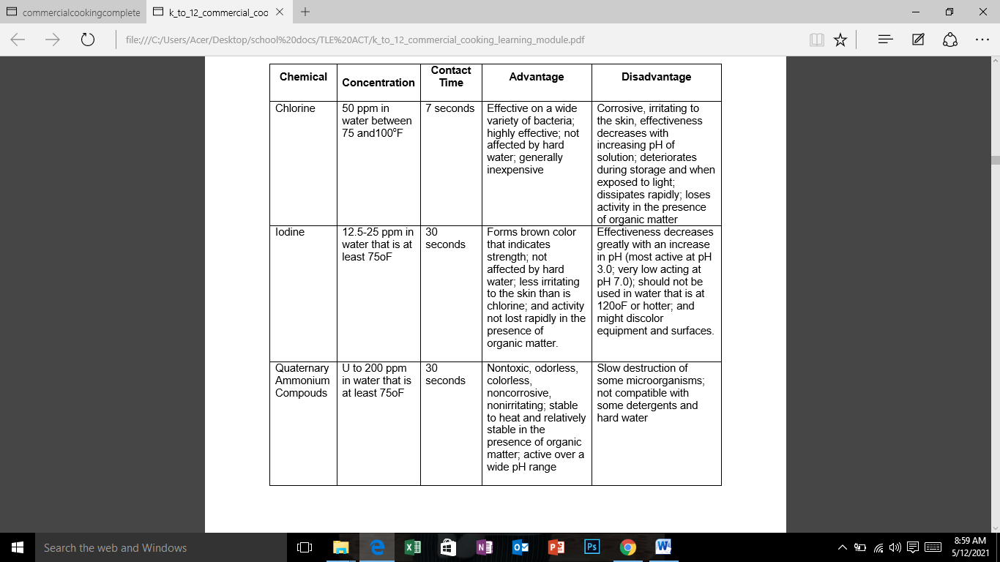 commercialcookingcomplete
k_to_12_commercial_coo
file:///C:/Users/Acer/Desktop/school%20docs/TLE%20ACT/k_to_12_commercial_cooking_learning_module.pdf
Chemical
Concentration
Contact
Time
Advantage
Disadvantage
Chlorine
50 ppm in
water between
75 and100°F
7 seconds
Effective on a wide
variety of bacteria;
highly effective; not
affected by hard
water; generally
inexpensive
Corrosive, irritating to
the skin, effectiveness
decreases with
increasing pH of
solution; deteriorates
during storage and when
exposed to light;
dissipates rapidly; loses
activity in the presence
of organic matter
Iodine
12.5-25 ppm in
water that is at
least 75oF
30
seconds
Forms brown color
that indicates
strength; not
affected by hard
water; less irritating
to the skin than is
chlorine; and activity
not lost rapidly in the
presence of
organic matter.
Effectiveness decreases
greatly with an increase
in pH (most active at pH
3.0; very low acting at
pH 7.0); should not be
used in water that is at
120oF or hotter; and
might discolor
equipment and surfaces.
Quaternary
Ammonium
Compouds
U to 200 ppm
in water that is
at least 75oF
30
seconds
Nontoxic, odorless,
colorless,
noncorrosive,
nonirritating; stable
to heat and relatively
stable in the
presence of organic
matter; active over a
wide pH range
Slow destruction of
some microorganisms;
not compatible with
some detergents and
hard water
Search the web and Windows
8:59 AM
5/12/2021